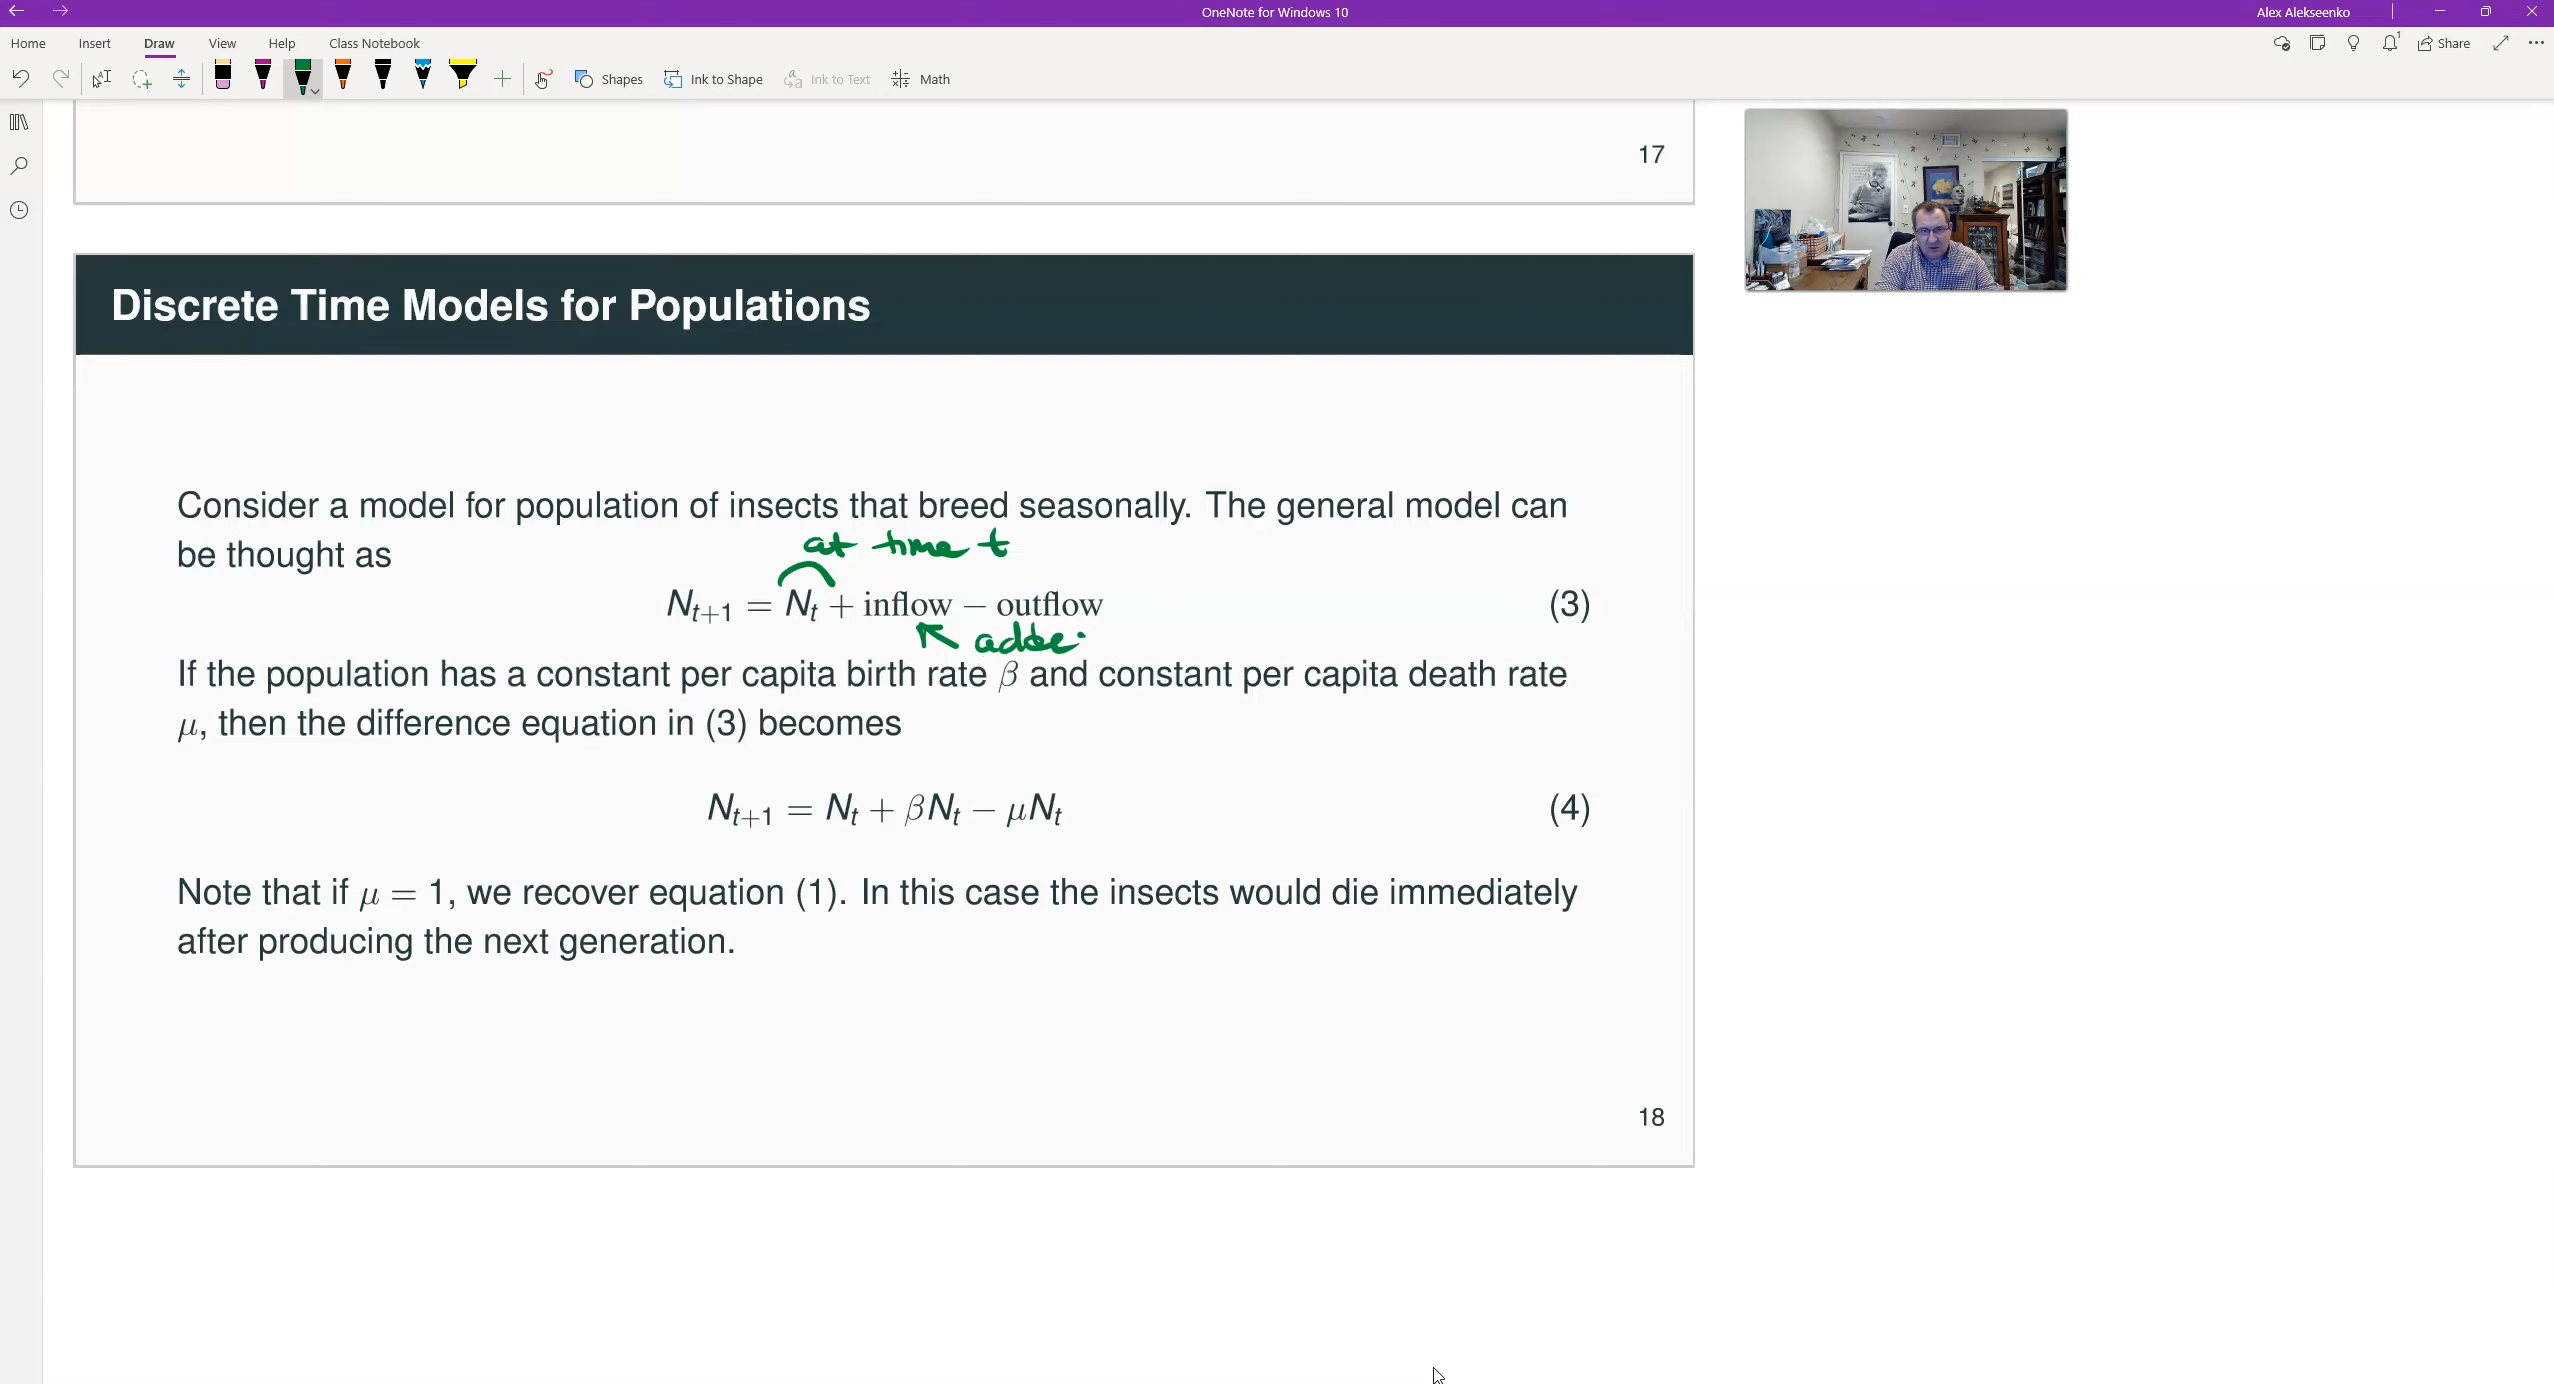 OneNote for Windows 10
Alex Alekseenko
Home Insert Draw View Help Class Notebook
1
Share
Shapes Ink to Shape Ink to Text Math
17
Discrete Time Models for Populations
Consider a model for population of insects that breed seasonally. The general model can
be thought as
at time t
N_{t+1} = N_t + inflow − outflow (3)
If the population has a constant per capita birth rate β and constant per capita death rate
μ, then the difference equation in (3) becomes
N_{t+1} = N_t + βN_t − μN_t (4)
Note that if μ = 1, we recover equation (1). In this case the insects would die immediately
after producing the next generation.
18